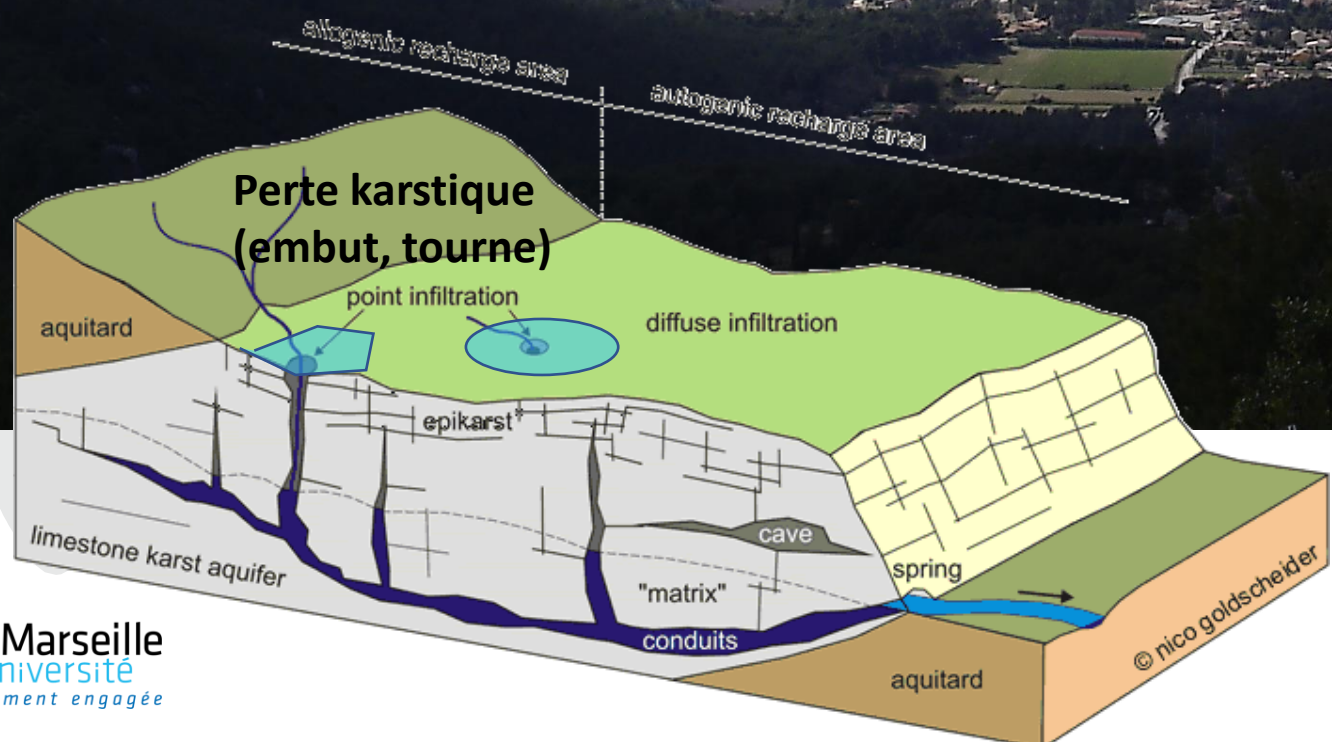 allogenic recharge area
autogenic recharge area
Perte karstique
(embut, tourne)
point infiltration
aquitard
diffuse infiltration
epikarst
cave
limestone karst aquifer
"matrix"
spring
conduits
© nico goldscheider
aquitard
Marseille
niversité
ment engagée